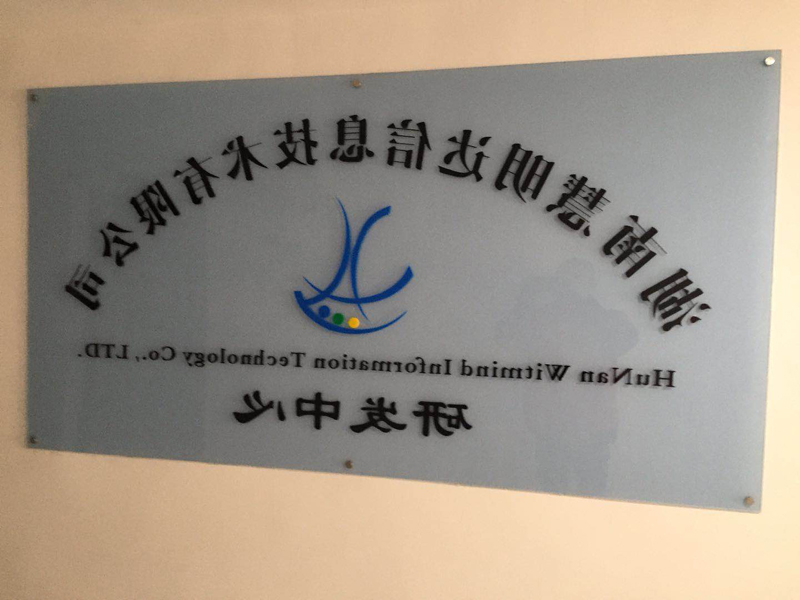 湖南慧明达信息技术有限公司
HuNan Witmind Information Technology Co., LTD.
研发中心